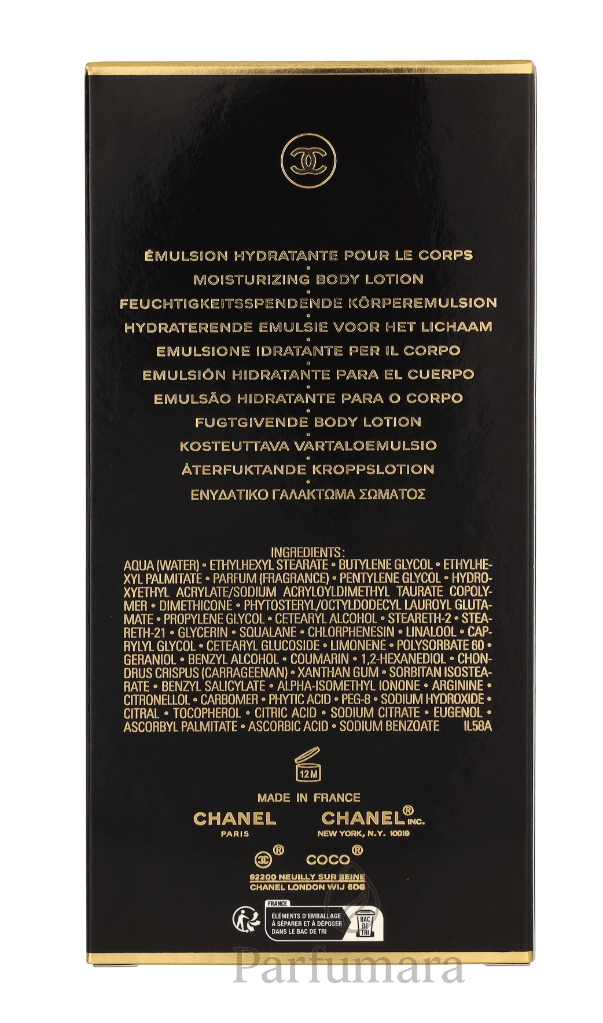 ÉMULSION HYDRATANTE POUR LE CORPS
MOISTURIZING BODY LOTION
FEUCHTIGKEITSSPENDENDE KÖRPEREMULSION
HYDRATERENDE EMULSIE VOOR HET LICHAAM
EMULSIONE IDRATANTE PER IL CORPO
EMULSIÓN HIDRATANTE PARA EL CUERPO
EMULSÃO HIDRATANTE PARA O CORPO
FUGTGIVENDE BODY LOTION
KOSTEUTTAVA VARTALOEMULSIO
ÅTERFUKTANDE KROPPSLOTION
ΕΝΥΔΑΤΙΚΟ ΓΑΛΑΚΤΩΜΑ ΣΩΜΑΤΟΣ
INGREDIENTS:
AQUA (WATER) • ETHYLHEXYL STEARATE • BUTYLENE GLYCOL • ETHYLHE-
XYL PALMITATE • PARFUM (FRAGRANCE) • PENTYLENE GLYCOL • HYDRO-
XYETHYL ACRYLATE/SODIUM ACRYLOYLDIMETHYL TAURATE COPOLY-
MER • DIMETHICONE • PHYTOSTERYL/OCTYLDODECYL LAUROYL GLUTA-
MATE • PROPYLENE GLYCOL • CETEARYL ALCOHOL • STEARETH-2 • STEA-
RETH-21 • GLYCERIN • SQUALANE • CHLORPHENESIN • LINALOOL • CAP-
RYLYL GLYCOL • CETEARYL GLUCOSIDE • LIMONENE • POLYSORBATE 60 •
GERANIOL • BENZYL ALCOHOL • COUMARIN • 1,2-HEXANEDIOL • CHON-
DRUS CRISPUS (CARRAGEENAN) • XANTHAN GUM • SORBITAN ISOSTEA-
RATE • BENZYL SALICYLATE • ALPHA-ISOMETHYL IONONE • ARGININE •
CITRONELLOL • CARBOMER • PHYTIC ACID • PEG-8 • SODIUM HYDROXIDE •
CITRAL • TOCOPHEROL • CITRIC ACID • SODIUM CITRATE • EUGENOL •
ASCORBYL PALMITATE • ASCORBIC ACID • SODIUM BENZOATE IL58A
12 M
MADE IN FRANCE
CHANEL CHANEL® INC.
PARIS NEW YORK, N.Y. 10019
® COCO®
92200 NEUILLY SUR SEINE
CHANEL LONDON W1J 6DG
FRANCE
ÉLÉMENTS D'EMBALLAGE
À SÉPARER ET À DÉPOSER
DANS LE BAC DE TRI
BAC
DE
TRI
Parfumara